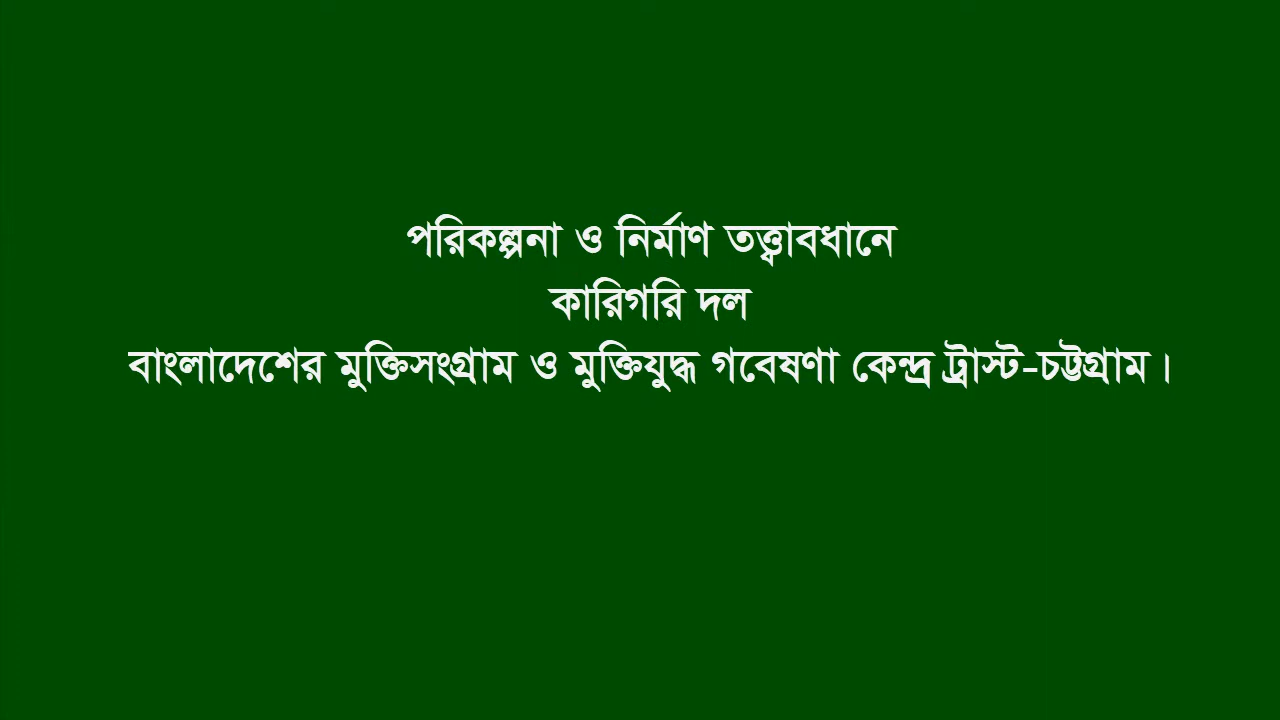 পরিকল্পনা ও নির্মাণ তত্ত্বাবধানে
কারিগরি দল
বাংলাদেশের মুক্তিসংগ্রাম ও মুক্তিযুদ্ধ গবেষণা কেন্দ্র ট্রাস্ট-চট্টগ্রাম।